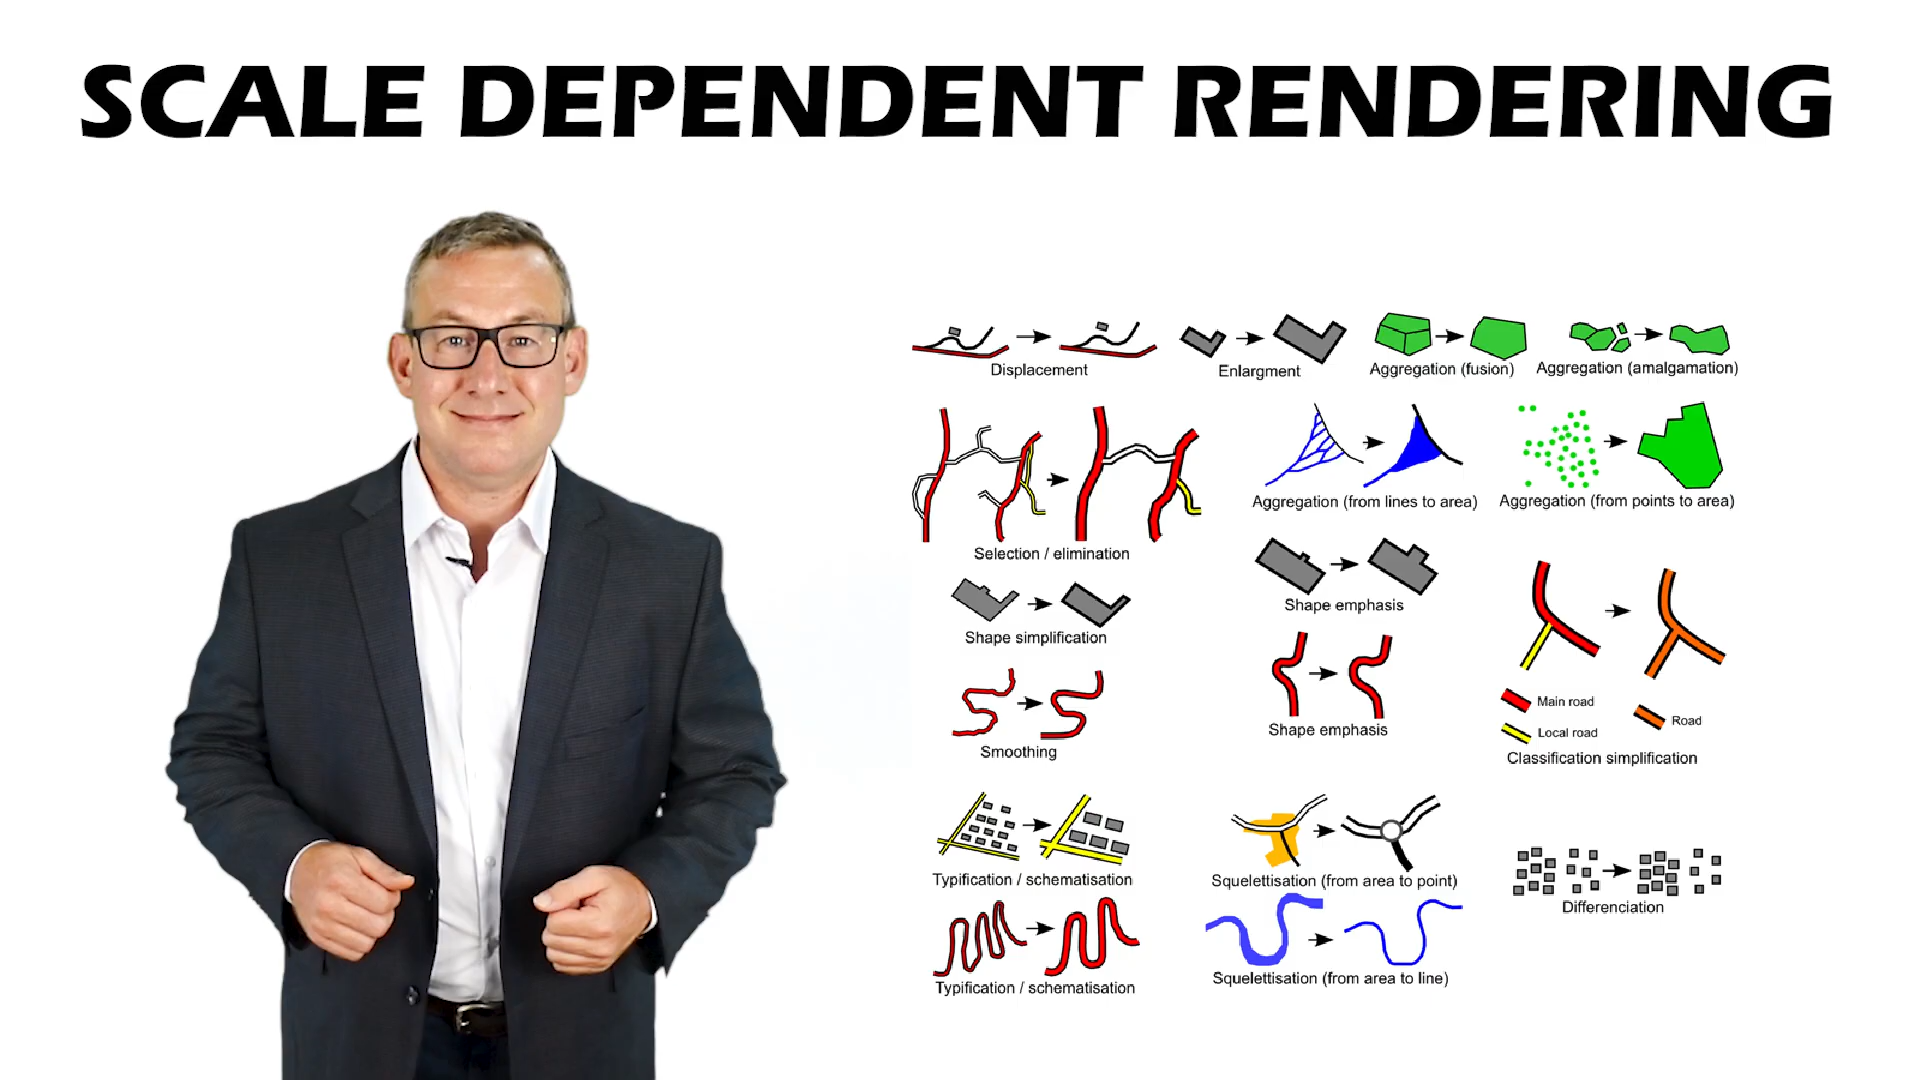 SCALE DEPENDENT RENDERING
Displacement
Enlargment
Aggregation (fusion)
Aggregation (amalgamation)
Selection / elimination
Aggregation (from lines to area)
Aggregation (from points to area)
Shape simplification
Shape emphasis
Smoothing
Shape emphasis
Main road
Local road
Road
Classification simplification
Typification / schematisation
Squelettisation (from area to point)
Differenciation
Typification / schematisation
Squelettisation (from area to line)